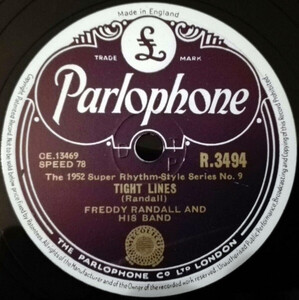 Made in England
£
TRADE MARK
Parlophone
CE.13469
SPEED 78
R.3494
The 1952 Super Rhythm-Style Series No. 9
TIGHT LINES
(Randall)
FREDDY RANDALL AND
HIS BAND
THE PARLOPHONE CO LTD LONDON